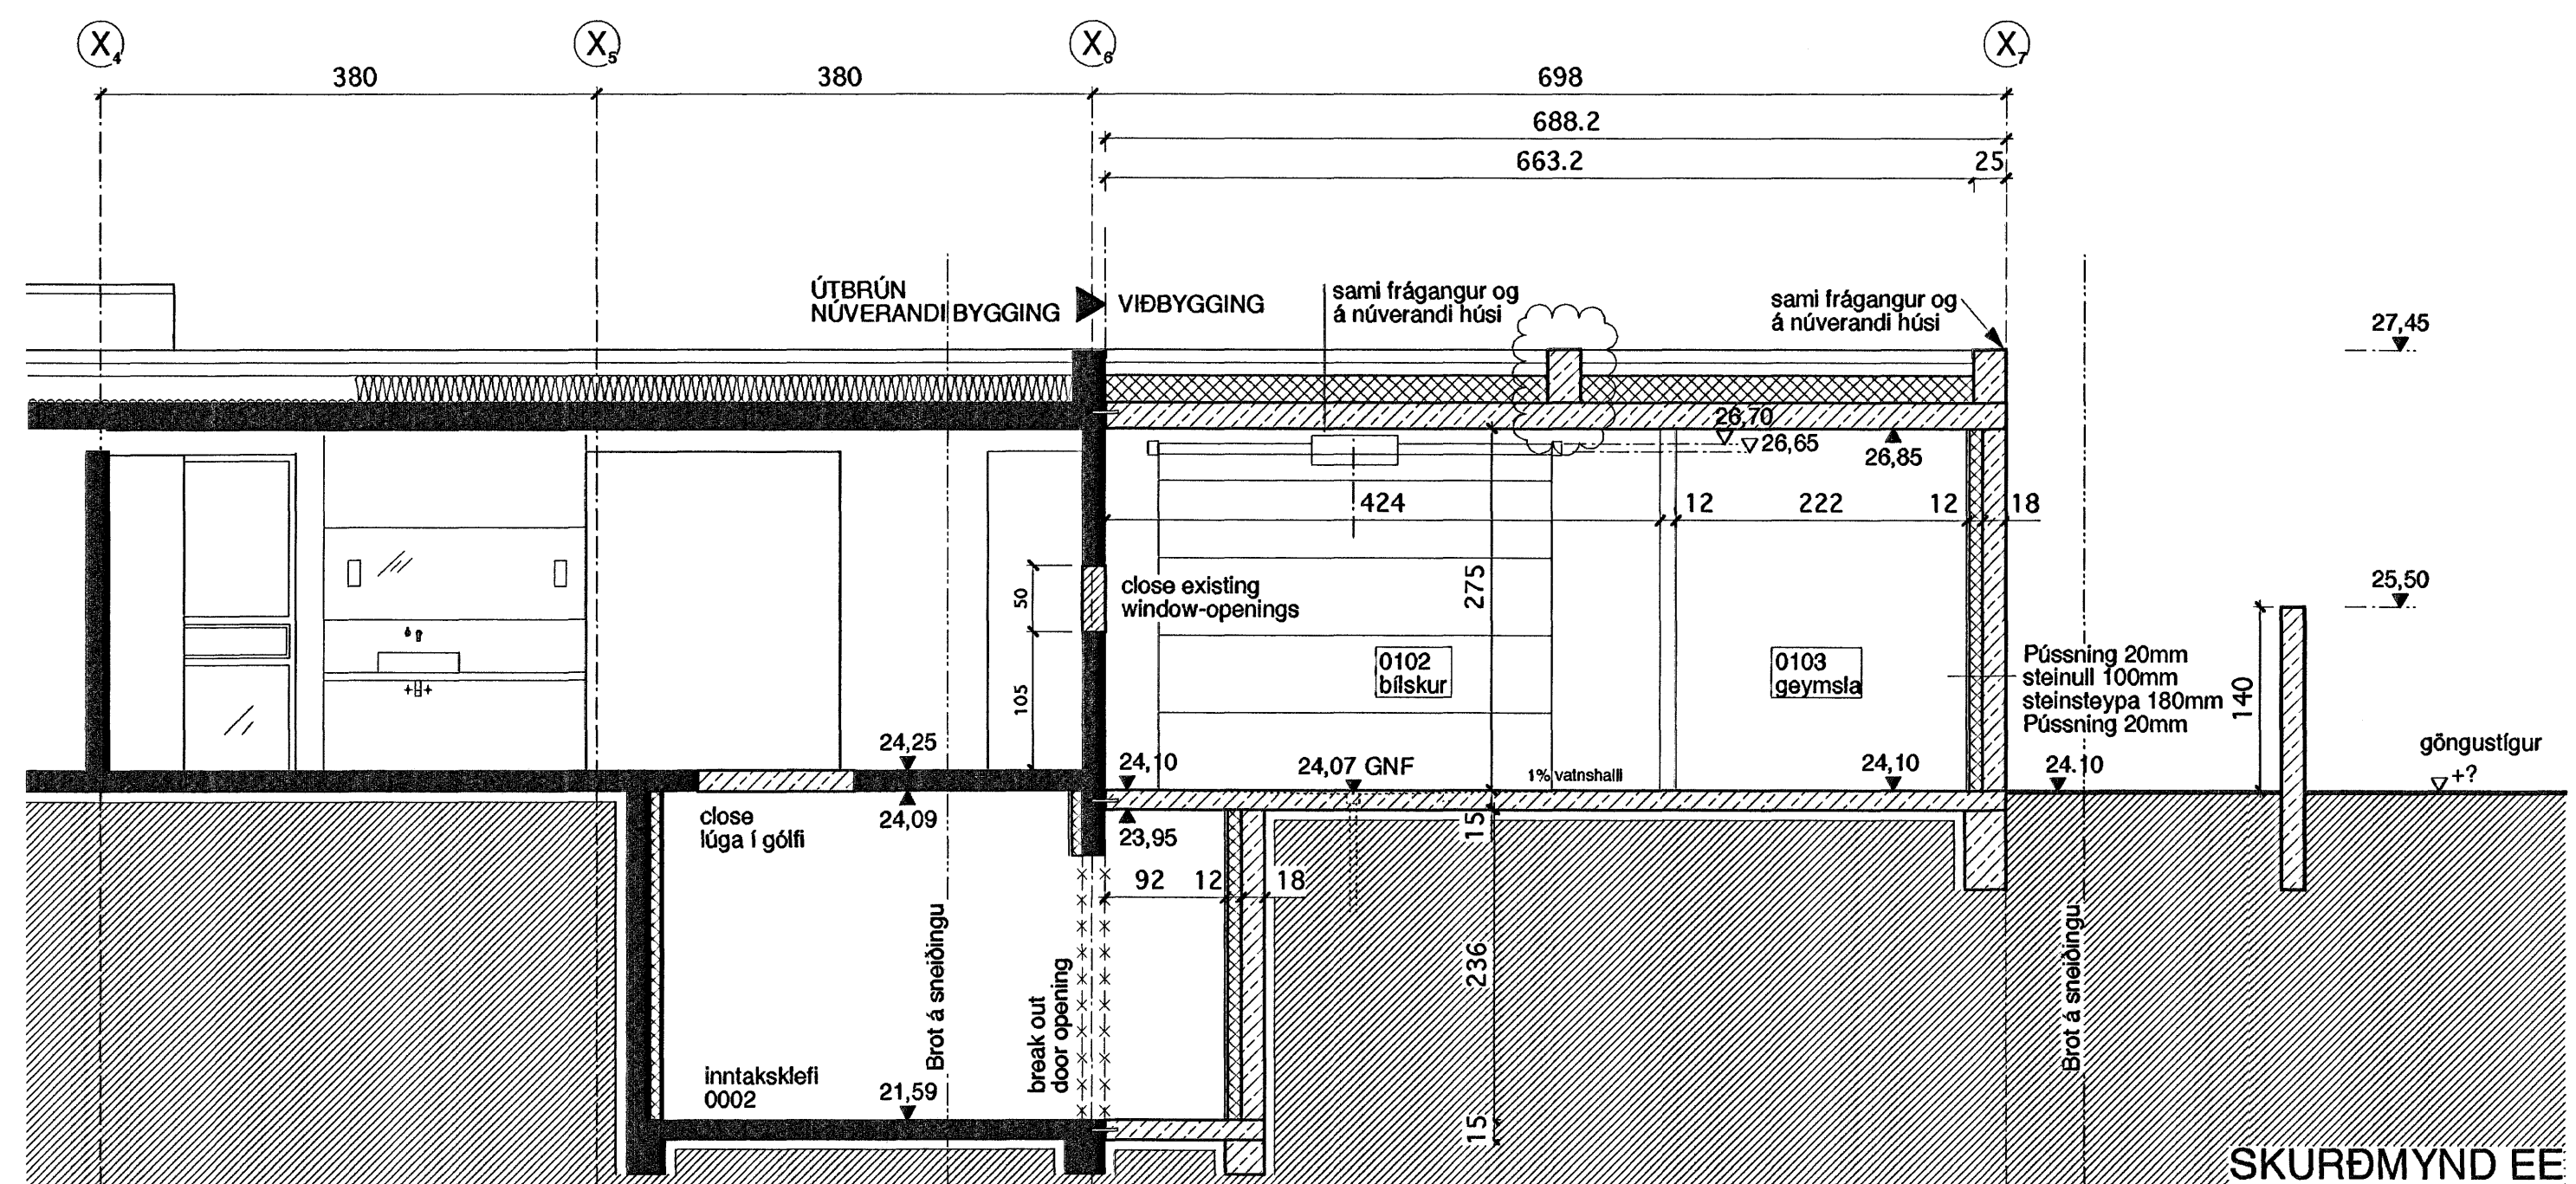 X4 X5 X6 X7
380 380 698
688.2
663.2 25
ÚTBRÚN
NÚVERANDI BYGGING
VIÐBYGGING
sami frágangur og
á núverandi húsi
sami frágangur og
á núverandi húsi
27,45
26,70
26,65
26,85
424 12 222 12 18
50
105
275
close existing
window-openings
25,50
0102
bílskur
0103
geymsla
Pússning 20mm
steinull 100mm
steinsteypa 180mm
Pússning 20mm
140
göngustígur
+?
24,25
24,09
24,10
23,95
24,07 GNF
1% vatnshalli
24,10
24.10
close
lúga í gólfi
15
92 12 18
236
15
Brot á sneiðingu
break out
door opening
Brot á sneiðingu
inntaksklefi
0002
21,59
SKURÐMYND EE